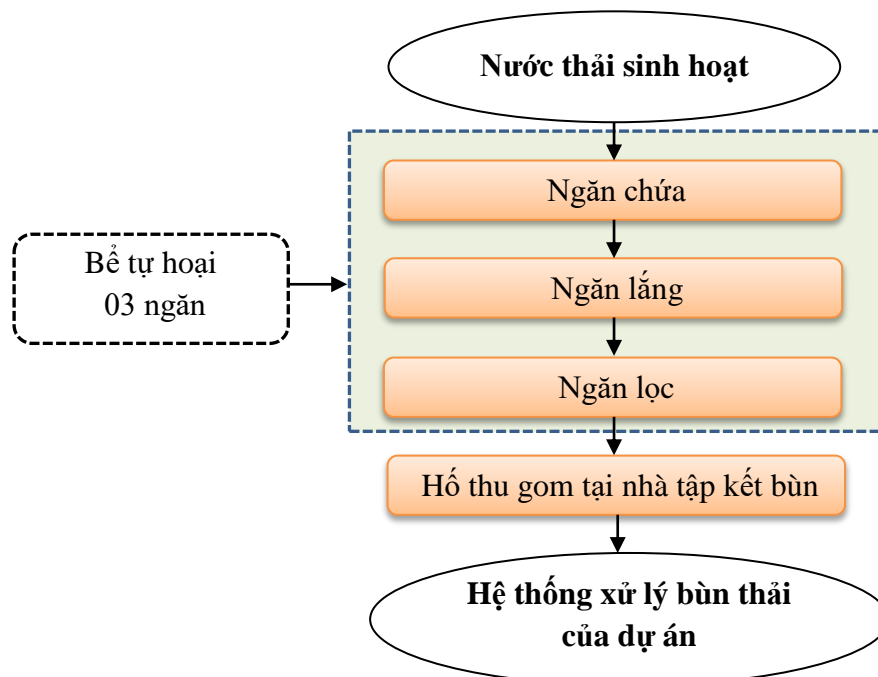 Nước thải sinh hoạt
Ngăn chứa
Bể tự hoại
03 ngăn
Ngăn lắng
Ngăn lọc
Hố thu gom tại nhà tập kết bùn
Hệ thống xử lý bùn thải
của dự án